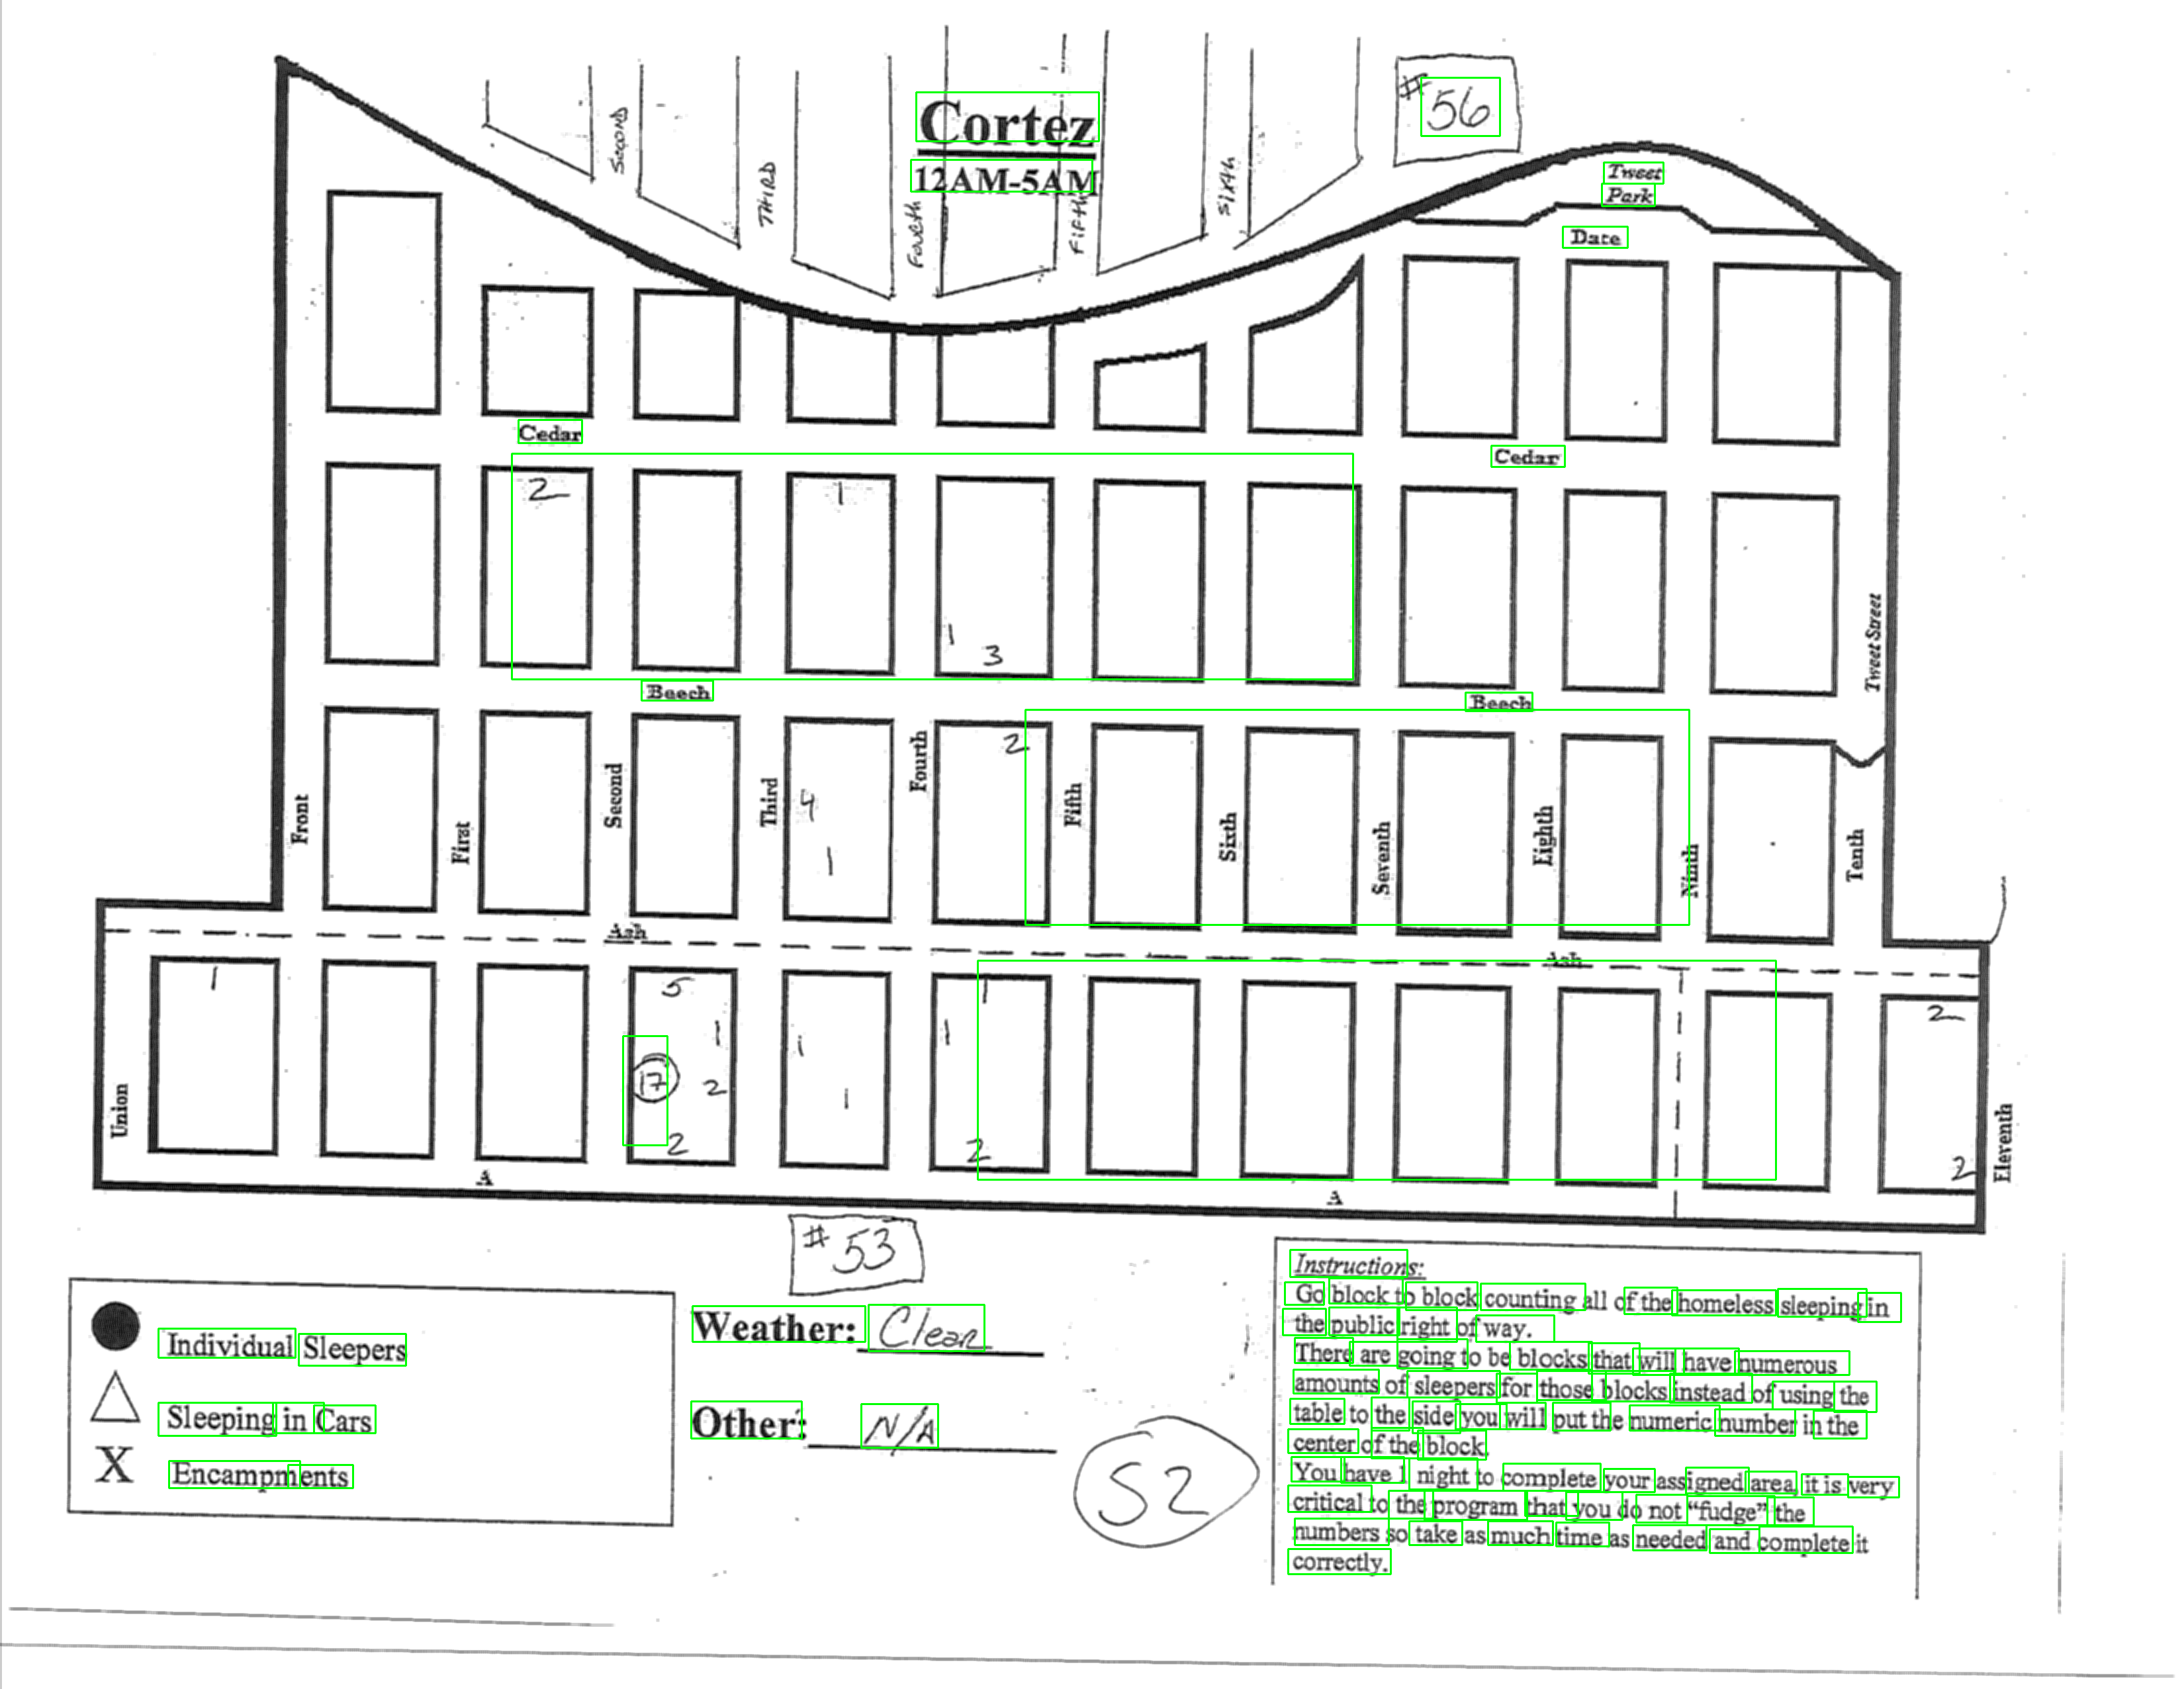 # 56
Cortez
12AM-5AM
SECOND
THIRD
FOURTH
FIFTH
SIXTH
Tweet
Park
Date
Cedar
Cedar
2
1
1
3
Tweet Street
Beech
Beech
2
4
1
Front
First
Second
Third
Fourth
Fifth
Sixth
Seventh
Eighth
Ninth
Tenth
Ash
Ash
1
5
1
2
1
1
1
17
2
1
2
2
2
2
Union
Eleventh
A
A
# 53
Individual Sleepers
Sleeping in Cars
X
Encampments
Weather: Clear
Other: N/A
52
Instructions:
Go block to block counting all of the homeless sleeping in
the public right of way.
There are going to be blocks that will have numerous
amounts of sleepers for those blocks instead of using the
table to the side you will put the numeric number in the
center of the block.
You have 1 night to complete your assigned area, it is very
critical to the program that you do not “fudge” the
numbers so take as much time as needed and complete it
correctly.